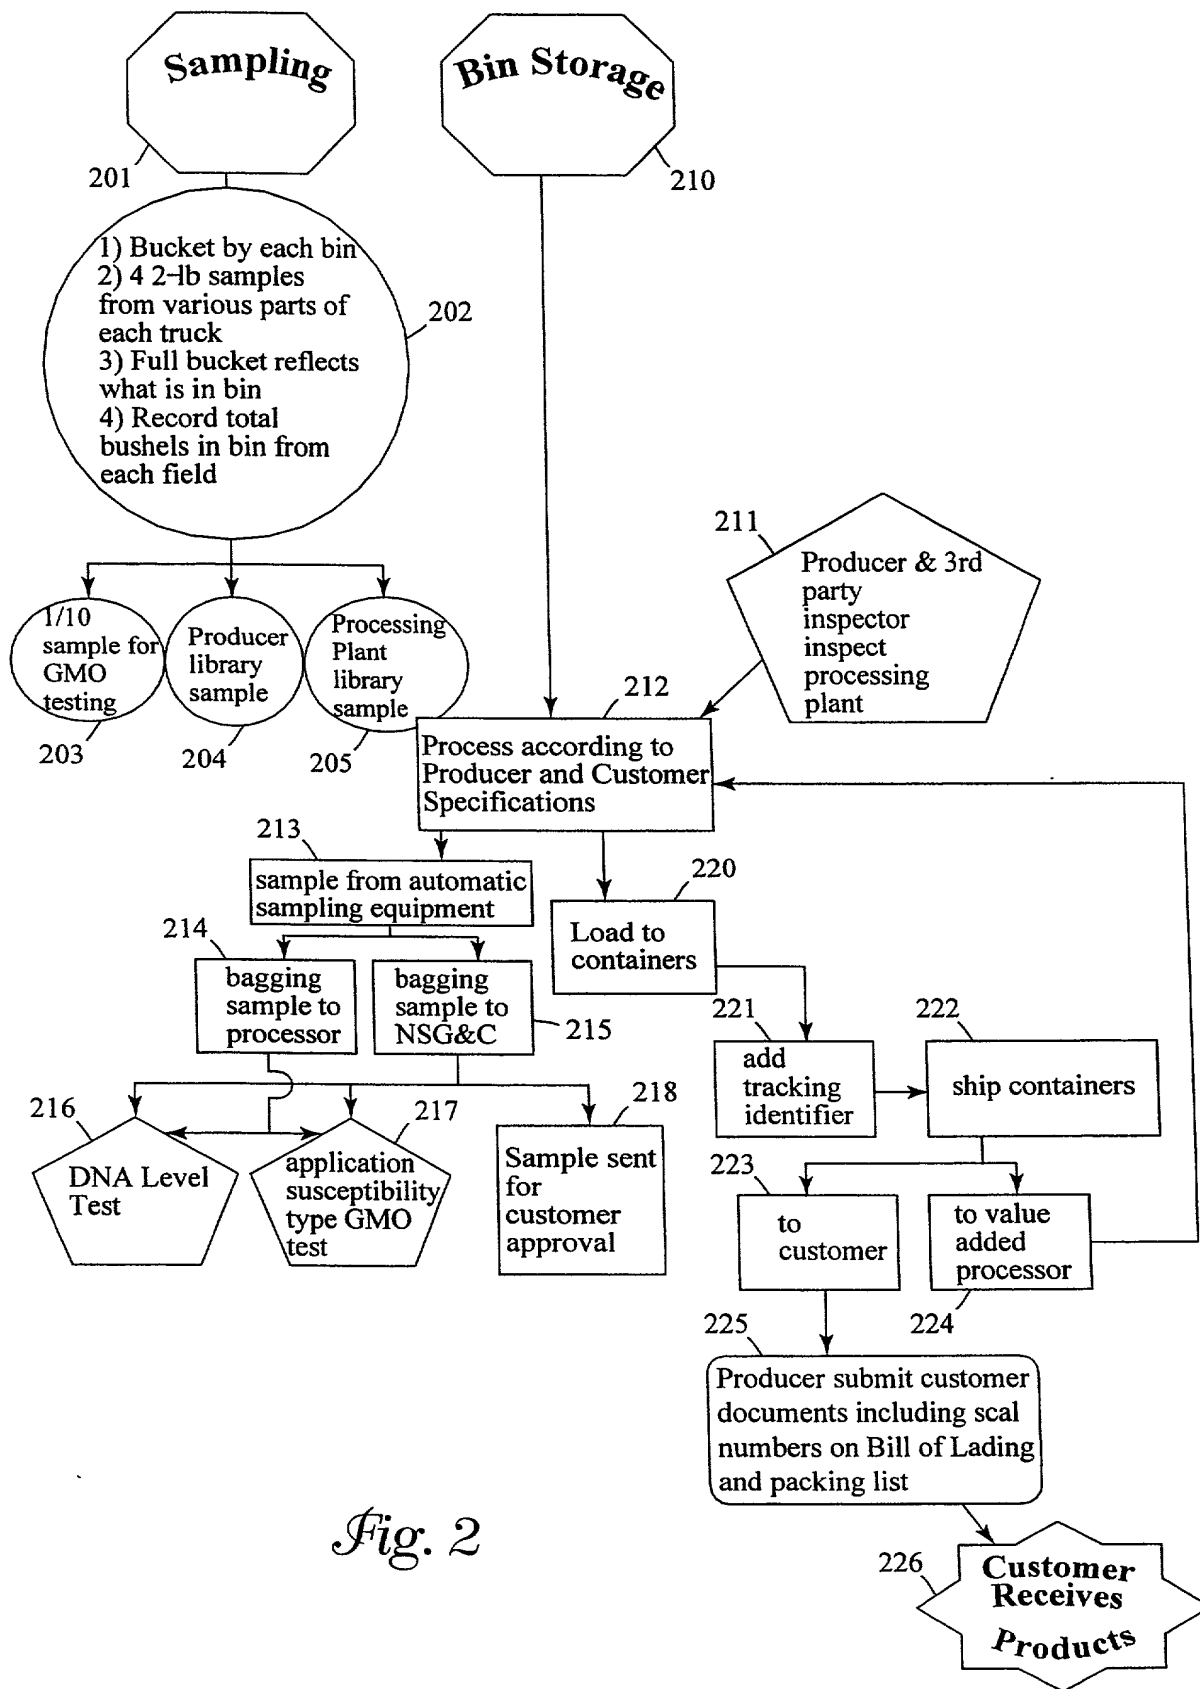 Sampling
Bin Storage
201
210
1) Bucket by each bin
2) 4 2-lb samples
from various parts of
each truck
3) Full bucket reflects
what is in bin
4) Record total
bushels in bin from
each field
202
1/10
sample for
GMO
testing
203
Producer
library
sample
204
Processing
Plant
library
sample
205
211
Producer & 3rd
party
inspector
inspect
processing
plant
212
Process according to
Producer and Customer
Specifications
213
sample from automatic
sampling equipment
214
bagging
sample to
processor
bagging
sample to
NSG&C
215
216
DNA Level
Test
217
application
susceptibility
type GMO
test
218
Sample sent
for
customer
approval
220
Load to
containers
221
add
tracking
identifier
222
ship containers
223
to
customer
to value
added
processor
224
225
Producer submit customer
documents including scal
numbers on Bill of Lading
and packing list
226
Customer
Receives
Products
Fig. 2